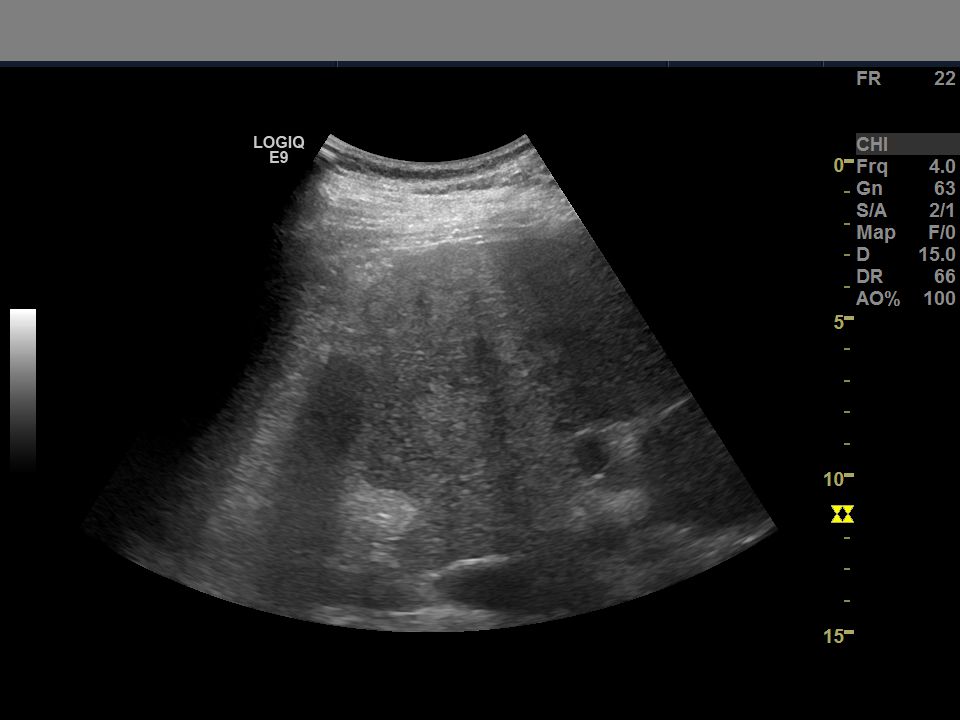 FR 22
LOGIQ
E9
CHI
0
Frq 4.0
Gn 63
S/A 2/1
Map F/0
D 15.0
DR 66
AO% 100
5
10
15